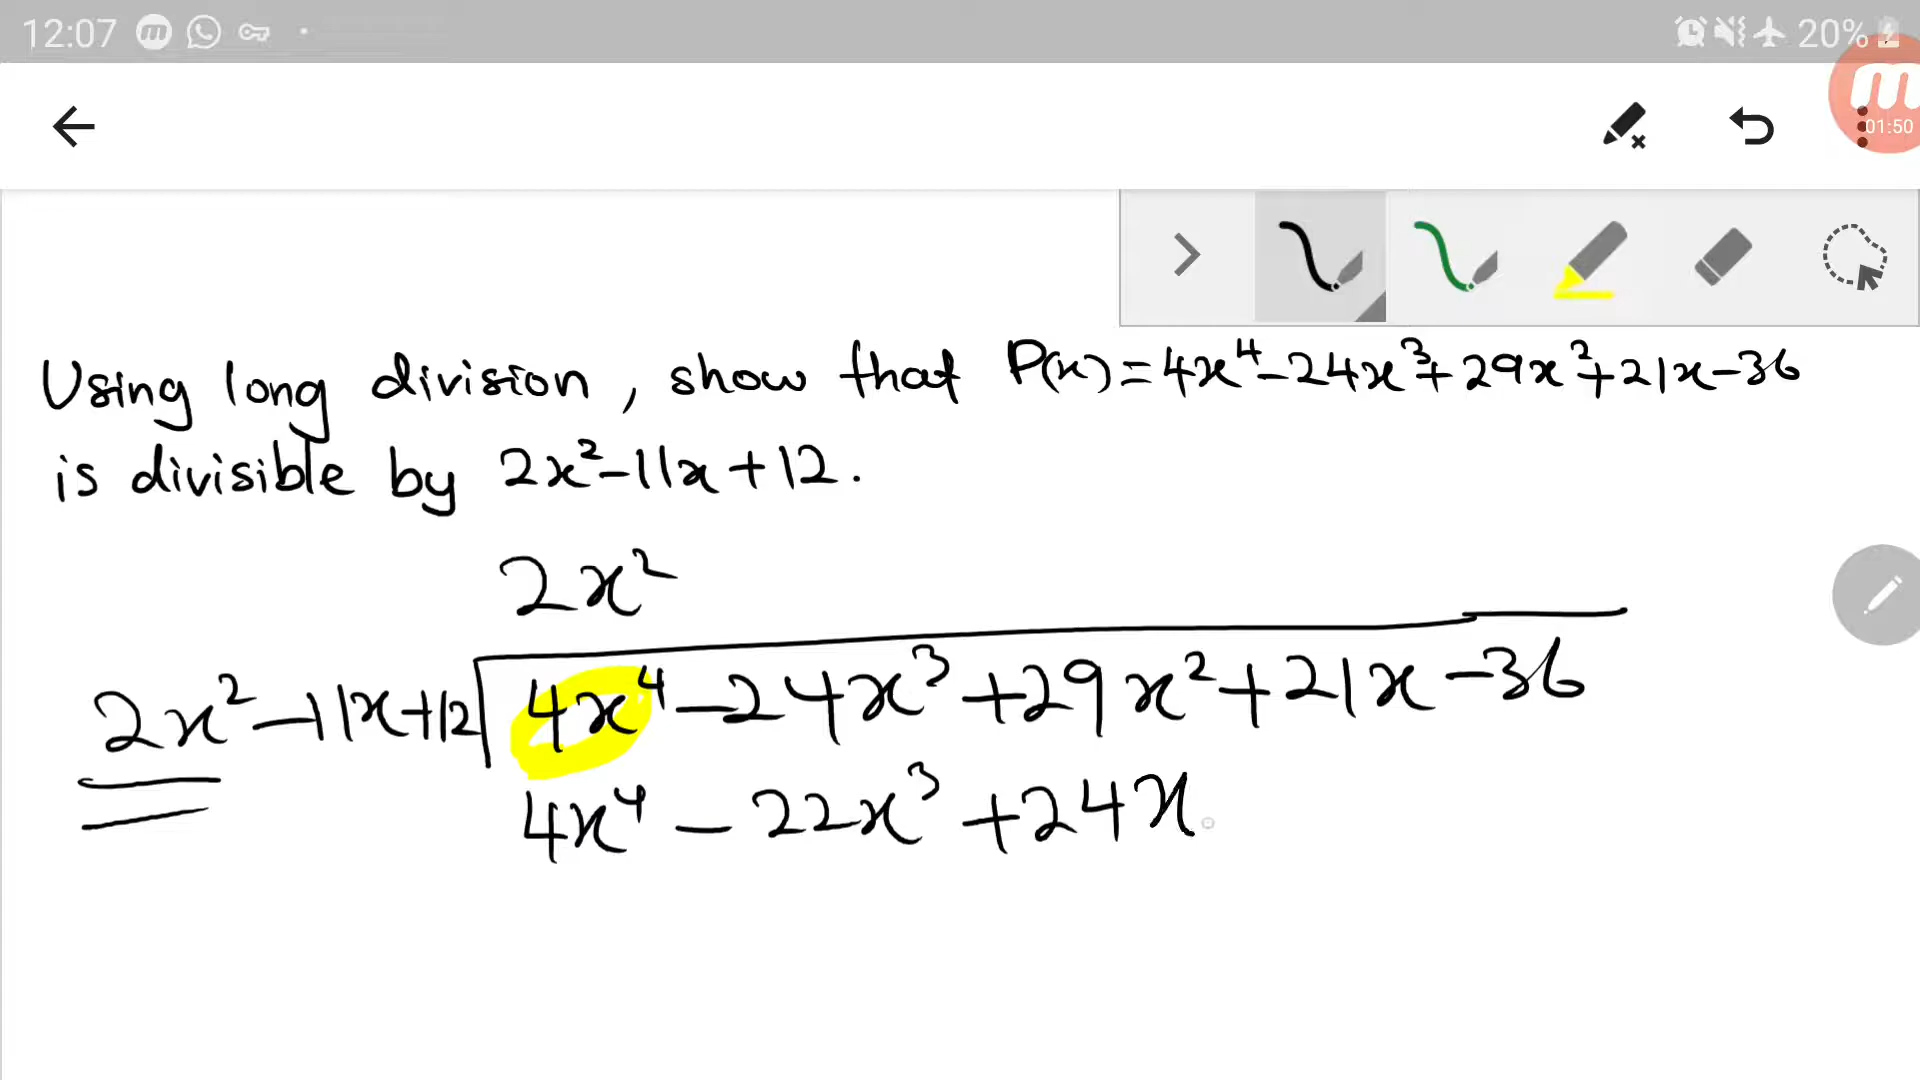 12:07
20%
01:50
Using long division, show that P(x)=4x⁴-24x³+29x²+21x-36
is divisible by 2x²-11x+12.
2x²
2x²-11x+12 4x⁴-24x³+29x²+21x-36
4x⁴-22x³+24x